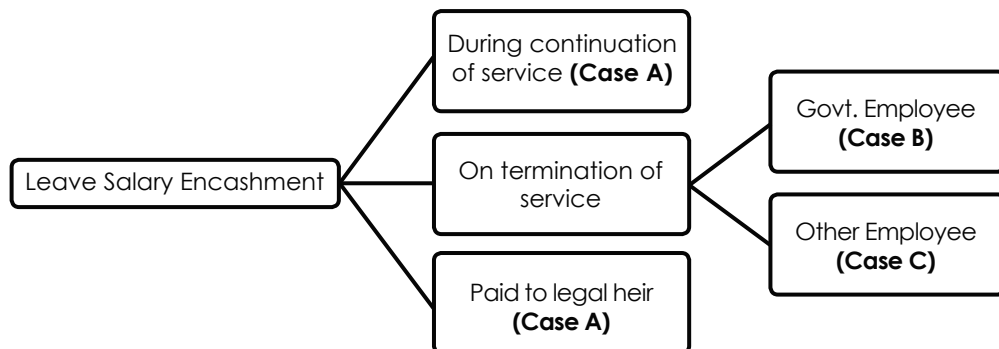 Leave Salary Encashment
During continuation
of service (Case A)
On termination of
service
Paid to legal heir
(Case A)
Govt. Employee
(Case B)
Other Employee
(Case C)